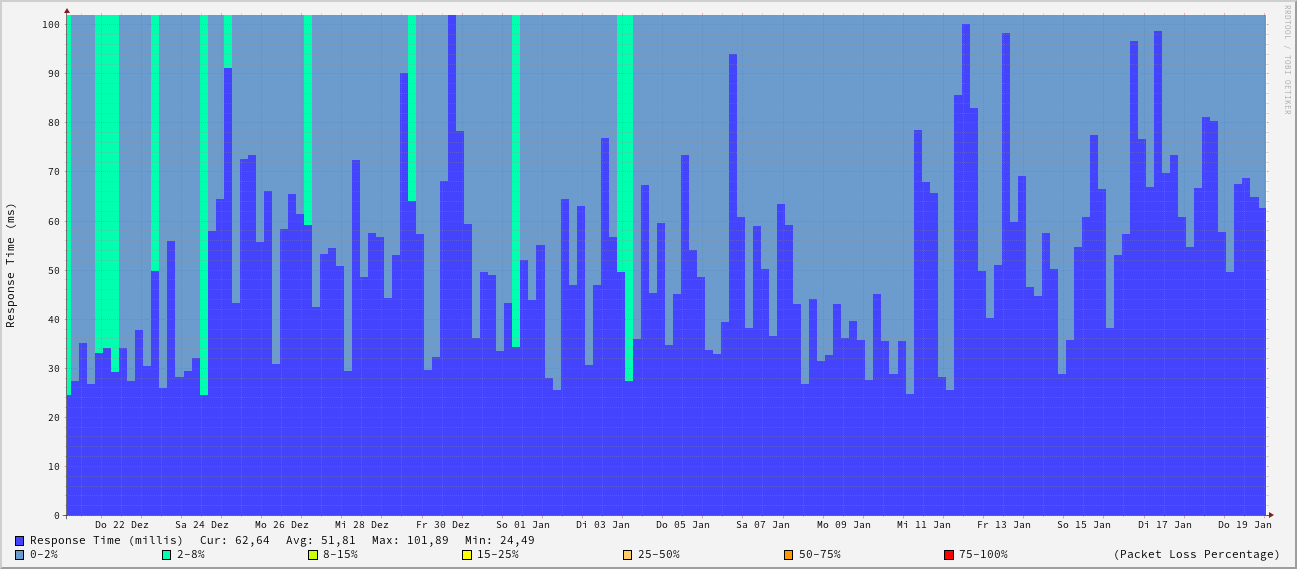 RRDTOOL / TOBI OETIKER
Response Time (ms)
100
90
80
70
60
50
40
30
20
10
0
Do 22 Dez Sa 24 Dez Mo 26 Dez Mi 28 Dez Fr 30 Dez So 01 Jan Di 03 Jan Do 05 Jan Sa 07 Jan Mo 09 Jan Mi 11 Jan Fr 13 Jan So 15 Jan Di 17 Jan Do 19 Jan
Response Time (millis) Cur: 62,64 Avg: 51,81 Max: 101,89 Min: 24,49
0-2% 2-8% 8-15% 15-25% 25-50% 50-75% 75-100% (Packet Loss Percentage)